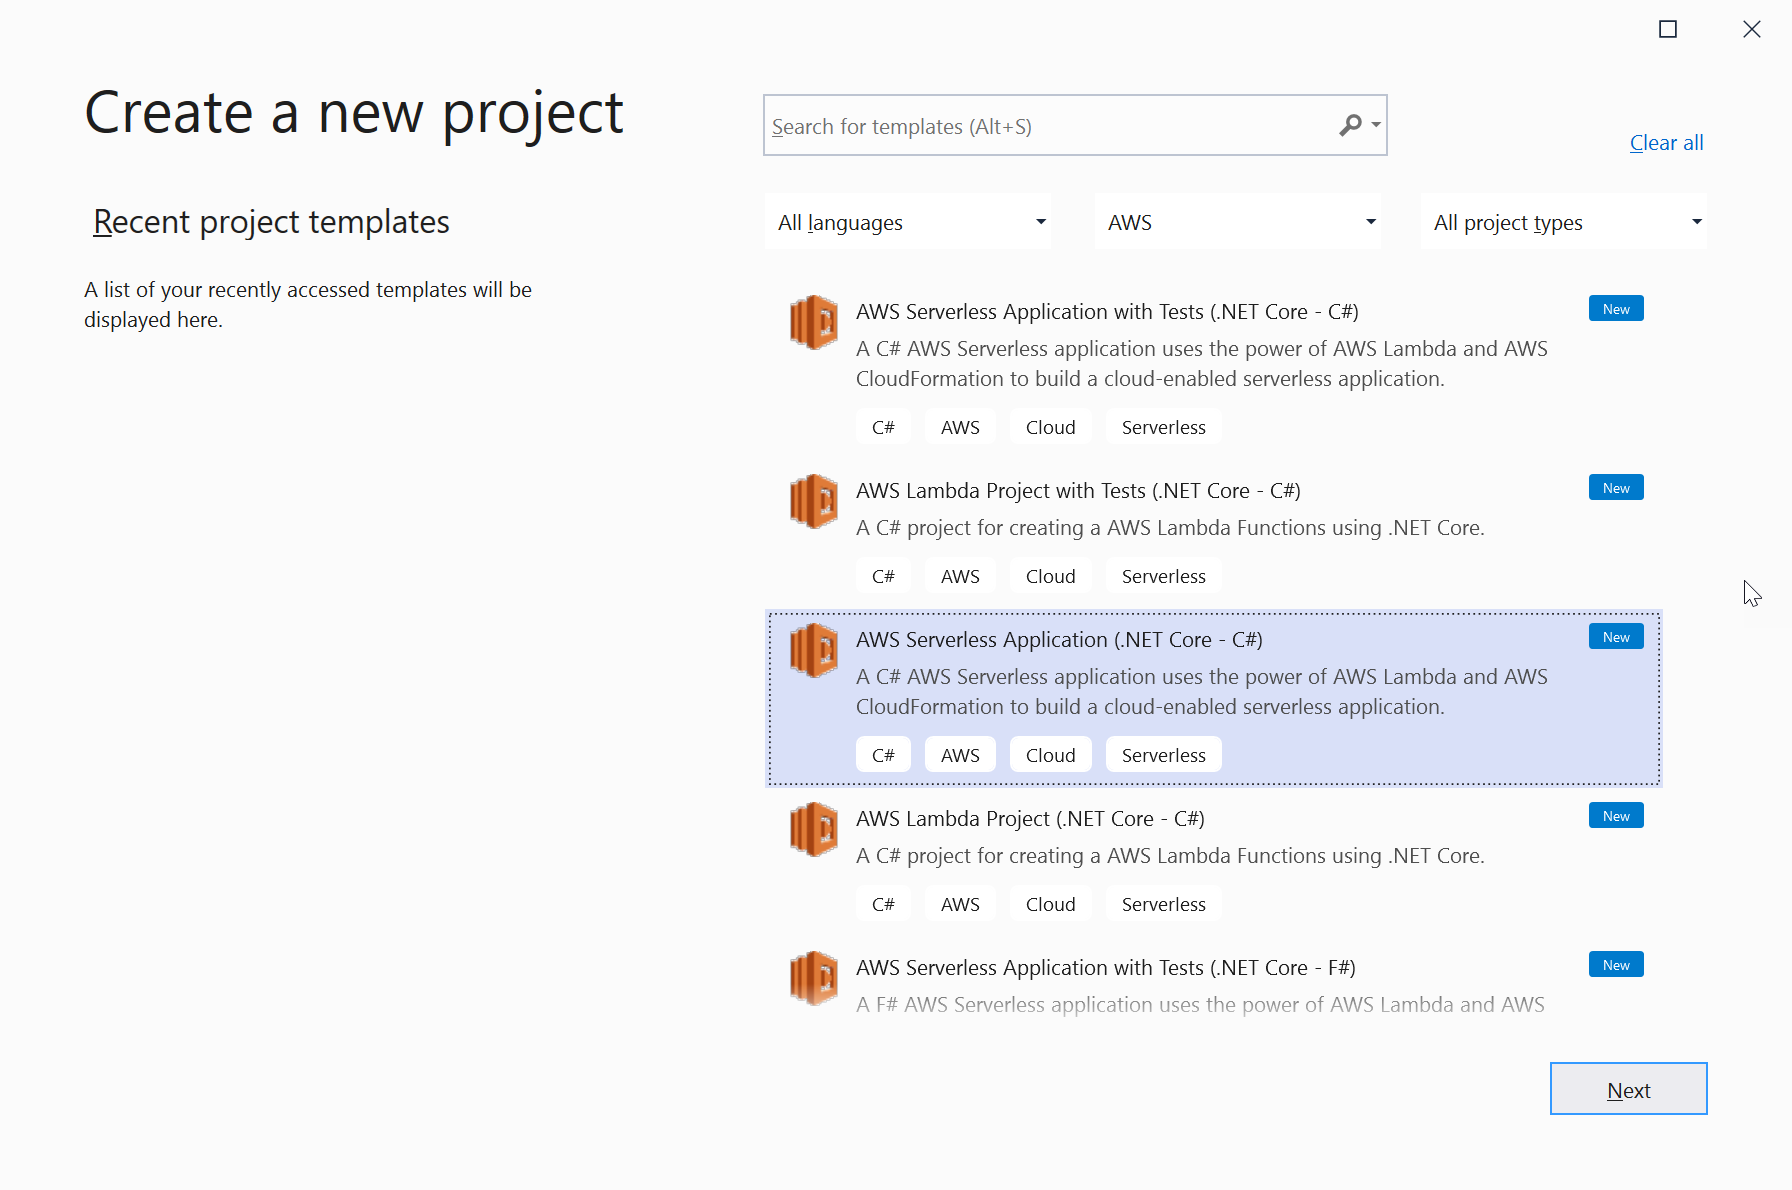 Create a new project
Search for templates (Alt+S)
Clear all
Recent project templates
All languages
AWS
All project types
A list of your recently accessed templates will be
displayed here.
AWS Serverless Application with Tests (.NET Core - C#)
New
A C# AWS Serverless application uses the power of AWS Lambda and AWS
CloudFormation to build a cloud-enabled serverless application.
C# AWS Cloud Serverless
AWS Lambda Project with Tests (.NET Core - C#)
New
A C# project for creating a AWS Lambda Functions using .NET Core.
C# AWS Cloud Serverless
AWS Serverless Application (.NET Core - C#)
New
A C# AWS Serverless application uses the power of AWS Lambda and AWS
CloudFormation to build a cloud-enabled serverless application.
C# AWS Cloud Serverless
AWS Lambda Project (.NET Core - C#)
New
A C# project for creating a AWS Lambda Functions using .NET Core.
C# AWS Cloud Serverless
AWS Serverless Application with Tests (.NET Core - F#)
New
A F# AWS Serverless application uses the power of AWS Lambda and AWS
Next